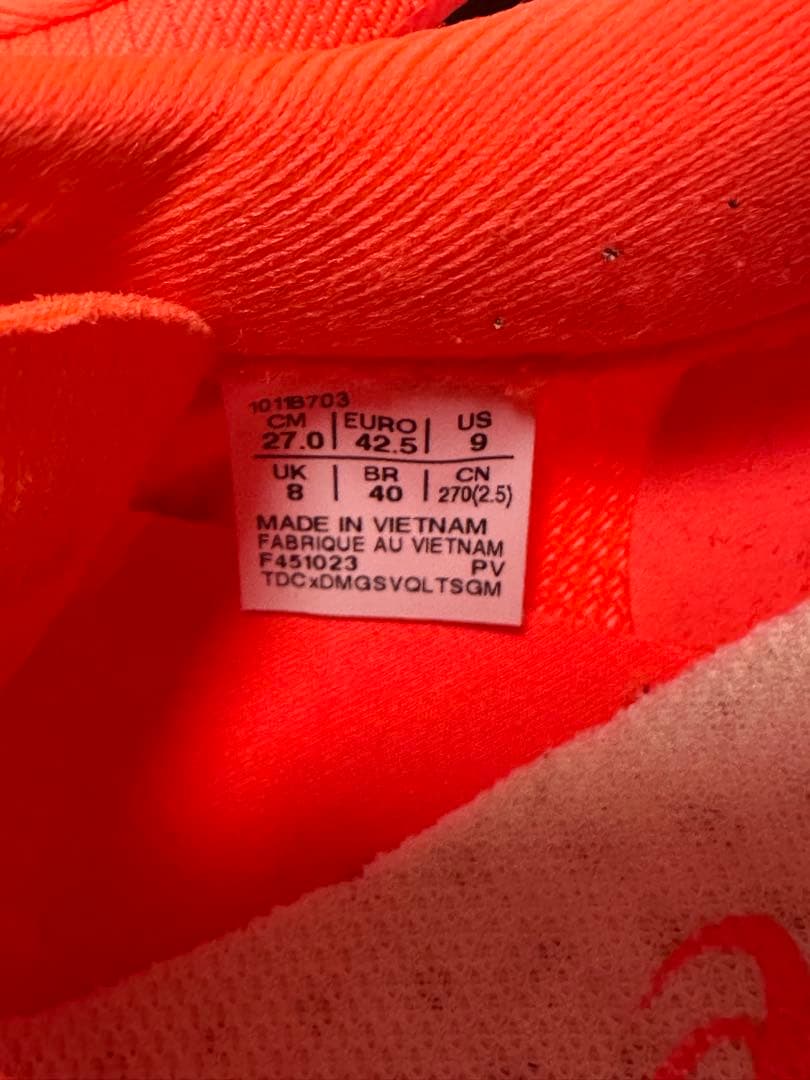 1011B703
CM | EURO | US
27.0 | 42.5 | 9
UK | BR | CN
8 | 40 | 270(2.5)
MADE IN VIETNAM
FABRIQUE AU VIETNAM
F451023 PV
TDCxDMGSVQLTSGM